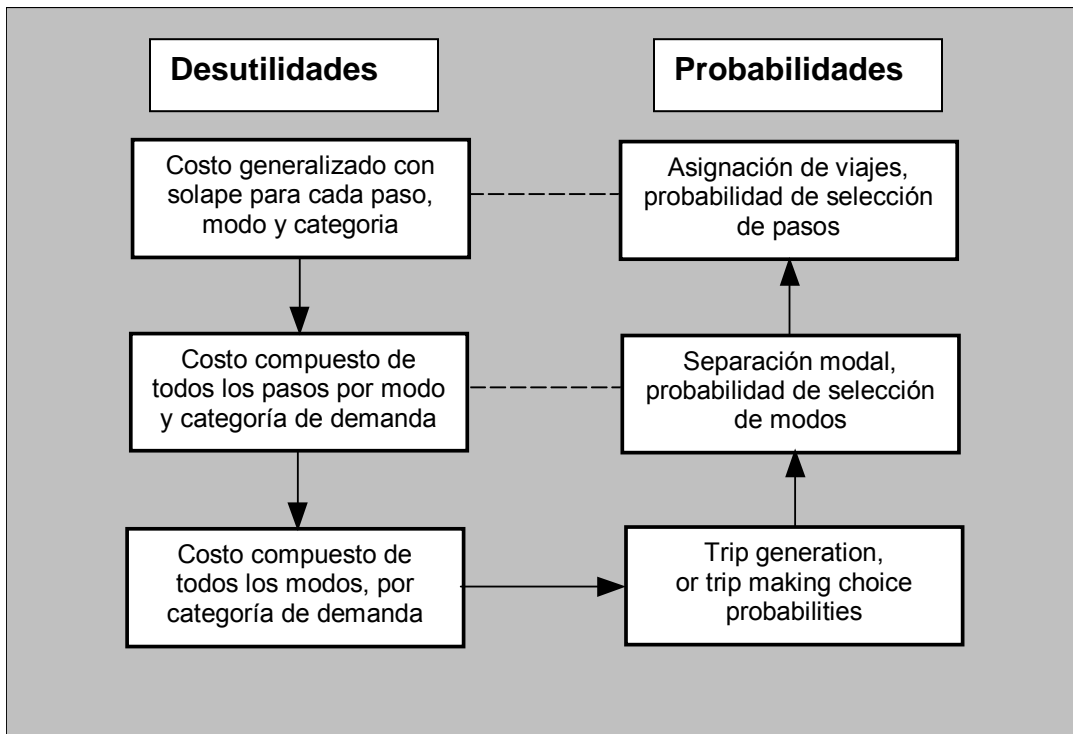 Desutilidades
Probabilidades
Costo generalizado con
solape para cada paso,
modo y categoria
Asignación de viajes,
probabilidad de selección
de pasos
Costo compuesto de
todos los pasos por modo
y categoría de demanda
Separación modal,
probabilidad de selección
de modos
Costo compuesto de
todos los modos, por
categoría de demanda
Trip generation,
or trip making choice
probabilities